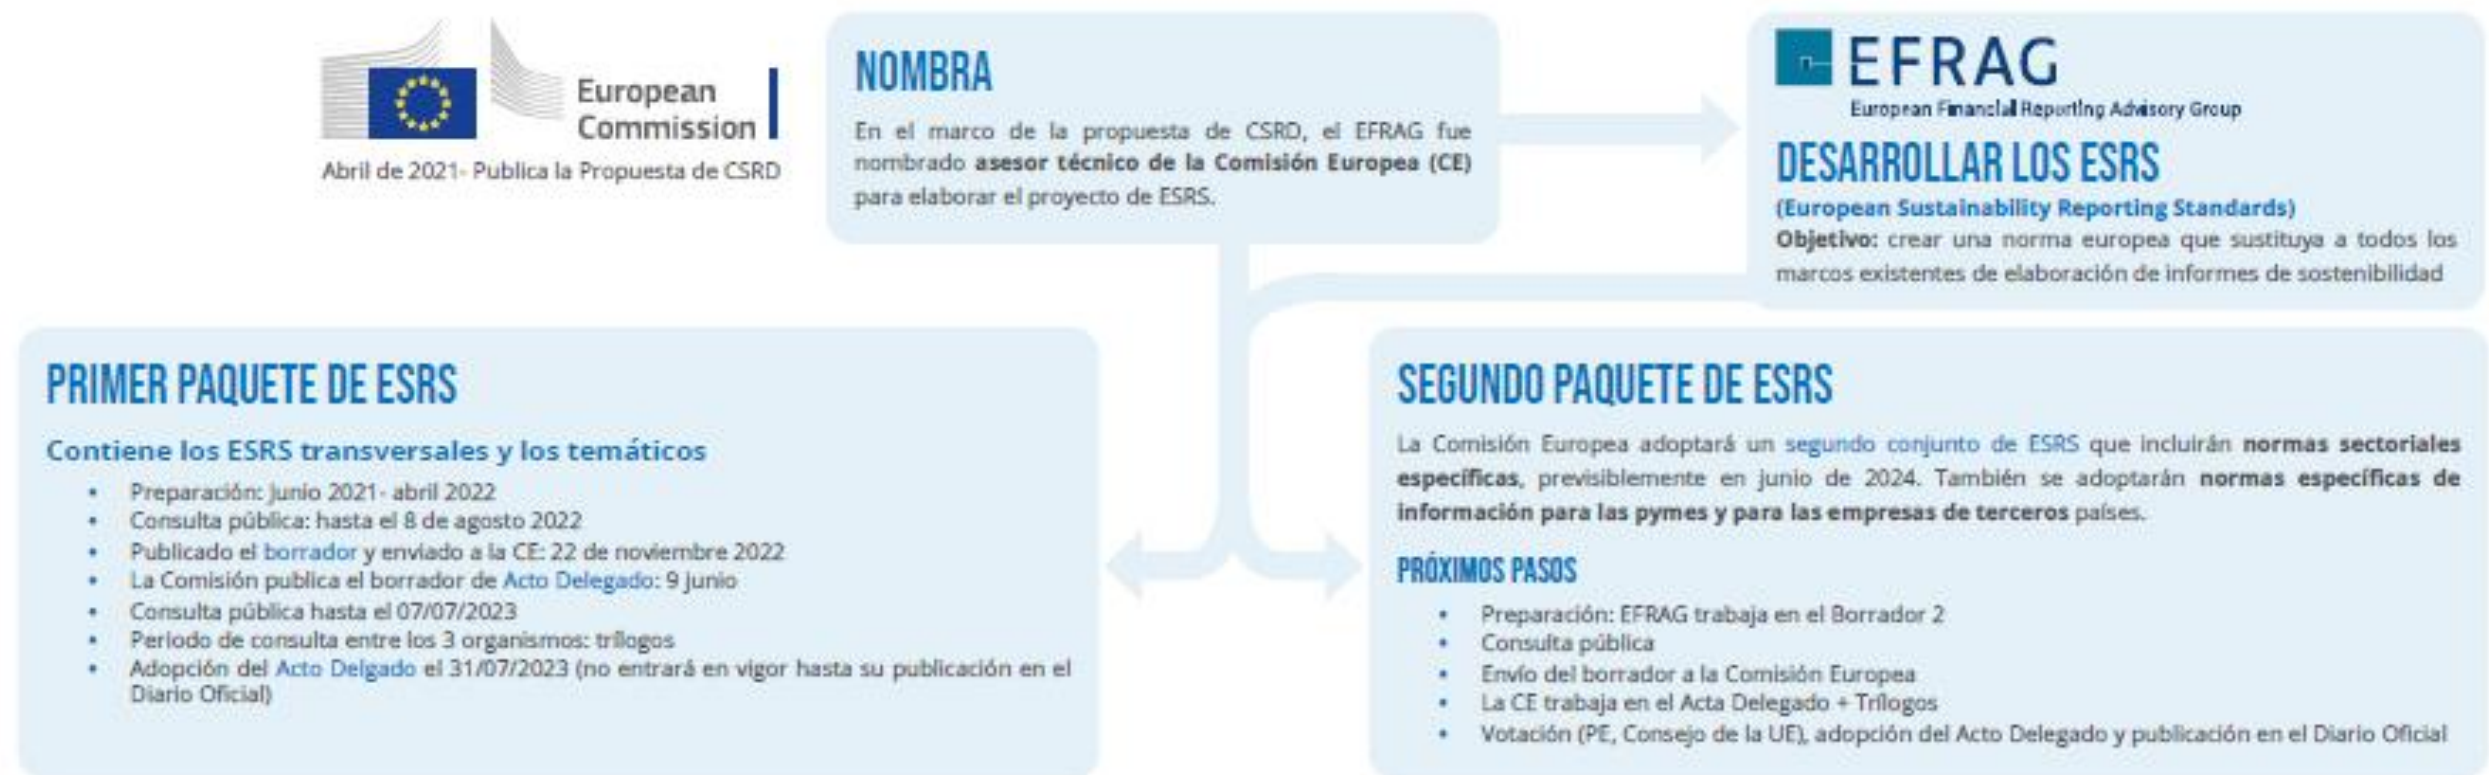 European
Commission
Abril de 2021- Publica la Propuesta de CSRD
NOMBRA
En el marco de la propuesta de CSRD, el EFRAG fue
nombrado asesor técnico de la Comisión Europea (CE)
para elaborar el proyecto de ESRS.
EFRAG
European Financial Reporting Advisory Group
DESARROLLAR LOS ESRS
(European Sustainability Reporting Standards)
Objetivo: crear una norma europea que sustituya a todos los
marcos existentes de elaboración de informes de sostenibilidad
PRIMER PAQUETE DE ESRS
Contiene los ESRS transversales y los temáticos
• Preparación: Junio 2021- abril 2022
• Consulta pública: hasta el 8 de agosto 2022
• Publicado el borrador y enviado a la CE: 22 de noviembre 2022
• La Comisión publica el borrador de Acto Delegado: 9 junio
• Consulta pública hasta el 07/07/2023
• Periodo de consulta entre los 3 organismos: trílogos
• Adopción del Acto Delgado el 31/07/2023 (no entrará en vigor hasta su publicación en el
Diario Oficial)
SEGUNDO PAQUETE DE ESRS
La Comisión Europea adoptará un segundo conjunto de ESRS que incluirán normas sectoriales
específicas, previsiblemente en junio de 2024. También se adoptarán normas específicas de
información para las pymes y para las empresas de terceros países.
PRÓXIMOS PASOS
• Preparación: EFRAG trabaja en el Borrador 2
• Consulta pública
• Envío del borrador a la Comisión Europea
• La CE trabaja en el Acta Delegado + Trílogos
• Votación (PE, Consejo de la UE), adopción del Acto Delegado y publicación en el Diario Oficial